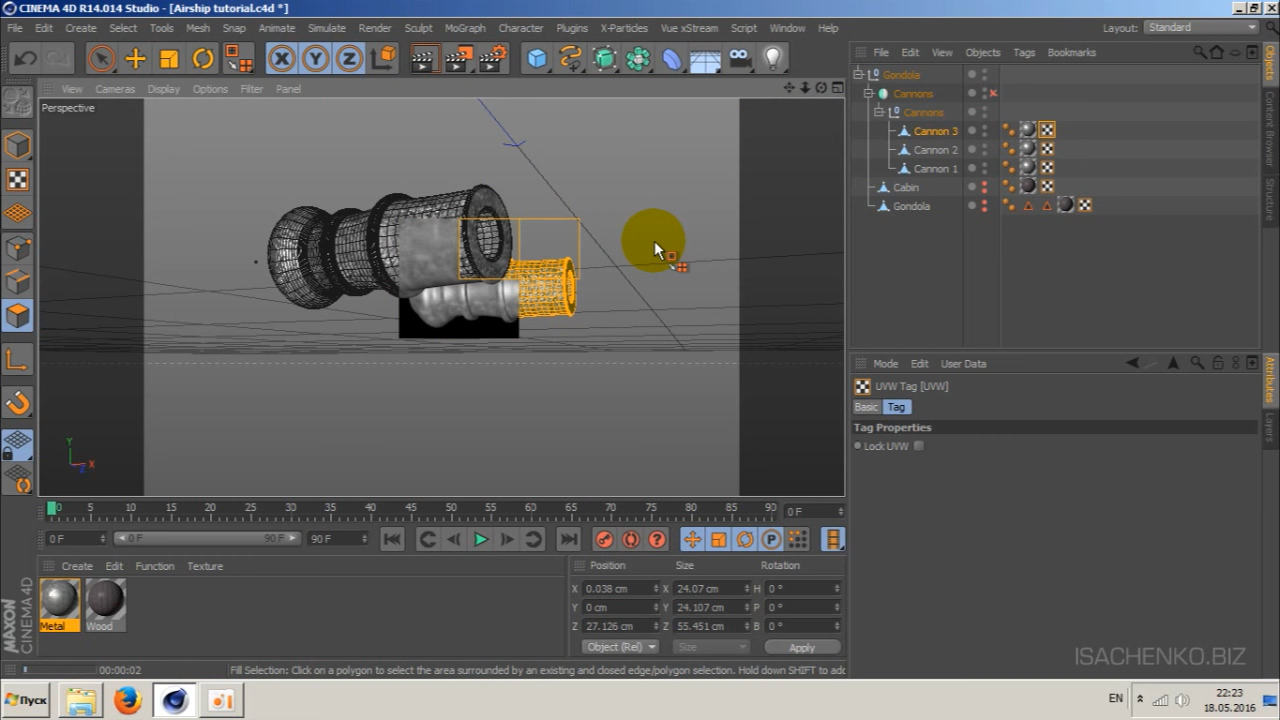 CINEMA 4D R14.014 Studio - [Airship tutorial.c4d *]
File Edit Create Select Tools Mesh Snap Animate Simulate Render Sculpt MoGraph Character Plugins X-Particles Vue xStream Script Window Help Layout: Standard
X Y Z
View Cameras Display Options Filter Panel
Perspective
Y
X
Z
File Edit View Objects Tags Bookmarks
Gondola
Cannons
Cannons
Cannon 3
Cannon 2
Cannon 1
Cabin
Gondola
Objects
Content Browser
Structure
Mode Edit User Data
UVW Tag [UVW]
Basic Tag
Tag Properties
Lock UVW
Attributes
Layers
0 5 10 15 20 25 30 35 40 45 50 55 60 65 70 75 80 85 90 0 F
0 F 0 F 90 F 90 F
P
Create Edit Function Texture
Metal Wood
MAXON
CINEMA 4D
Position Size Rotation
X 0.038 cm X 24.07 cm H 0 °
Y 0 cm Y 24.107 cm P 0 °
Z 27.126 cm Z 55.451 cm B 0 °
Object (Rel) Size Apply
ISACHENKO.BIZ
00:00:02 Fill Selection: Click on a polygon to select the area surrounded by an existing and closed edge/polygon selection. Hold down SHIFT to add
Пуск
EN
22:23
18.05.2016